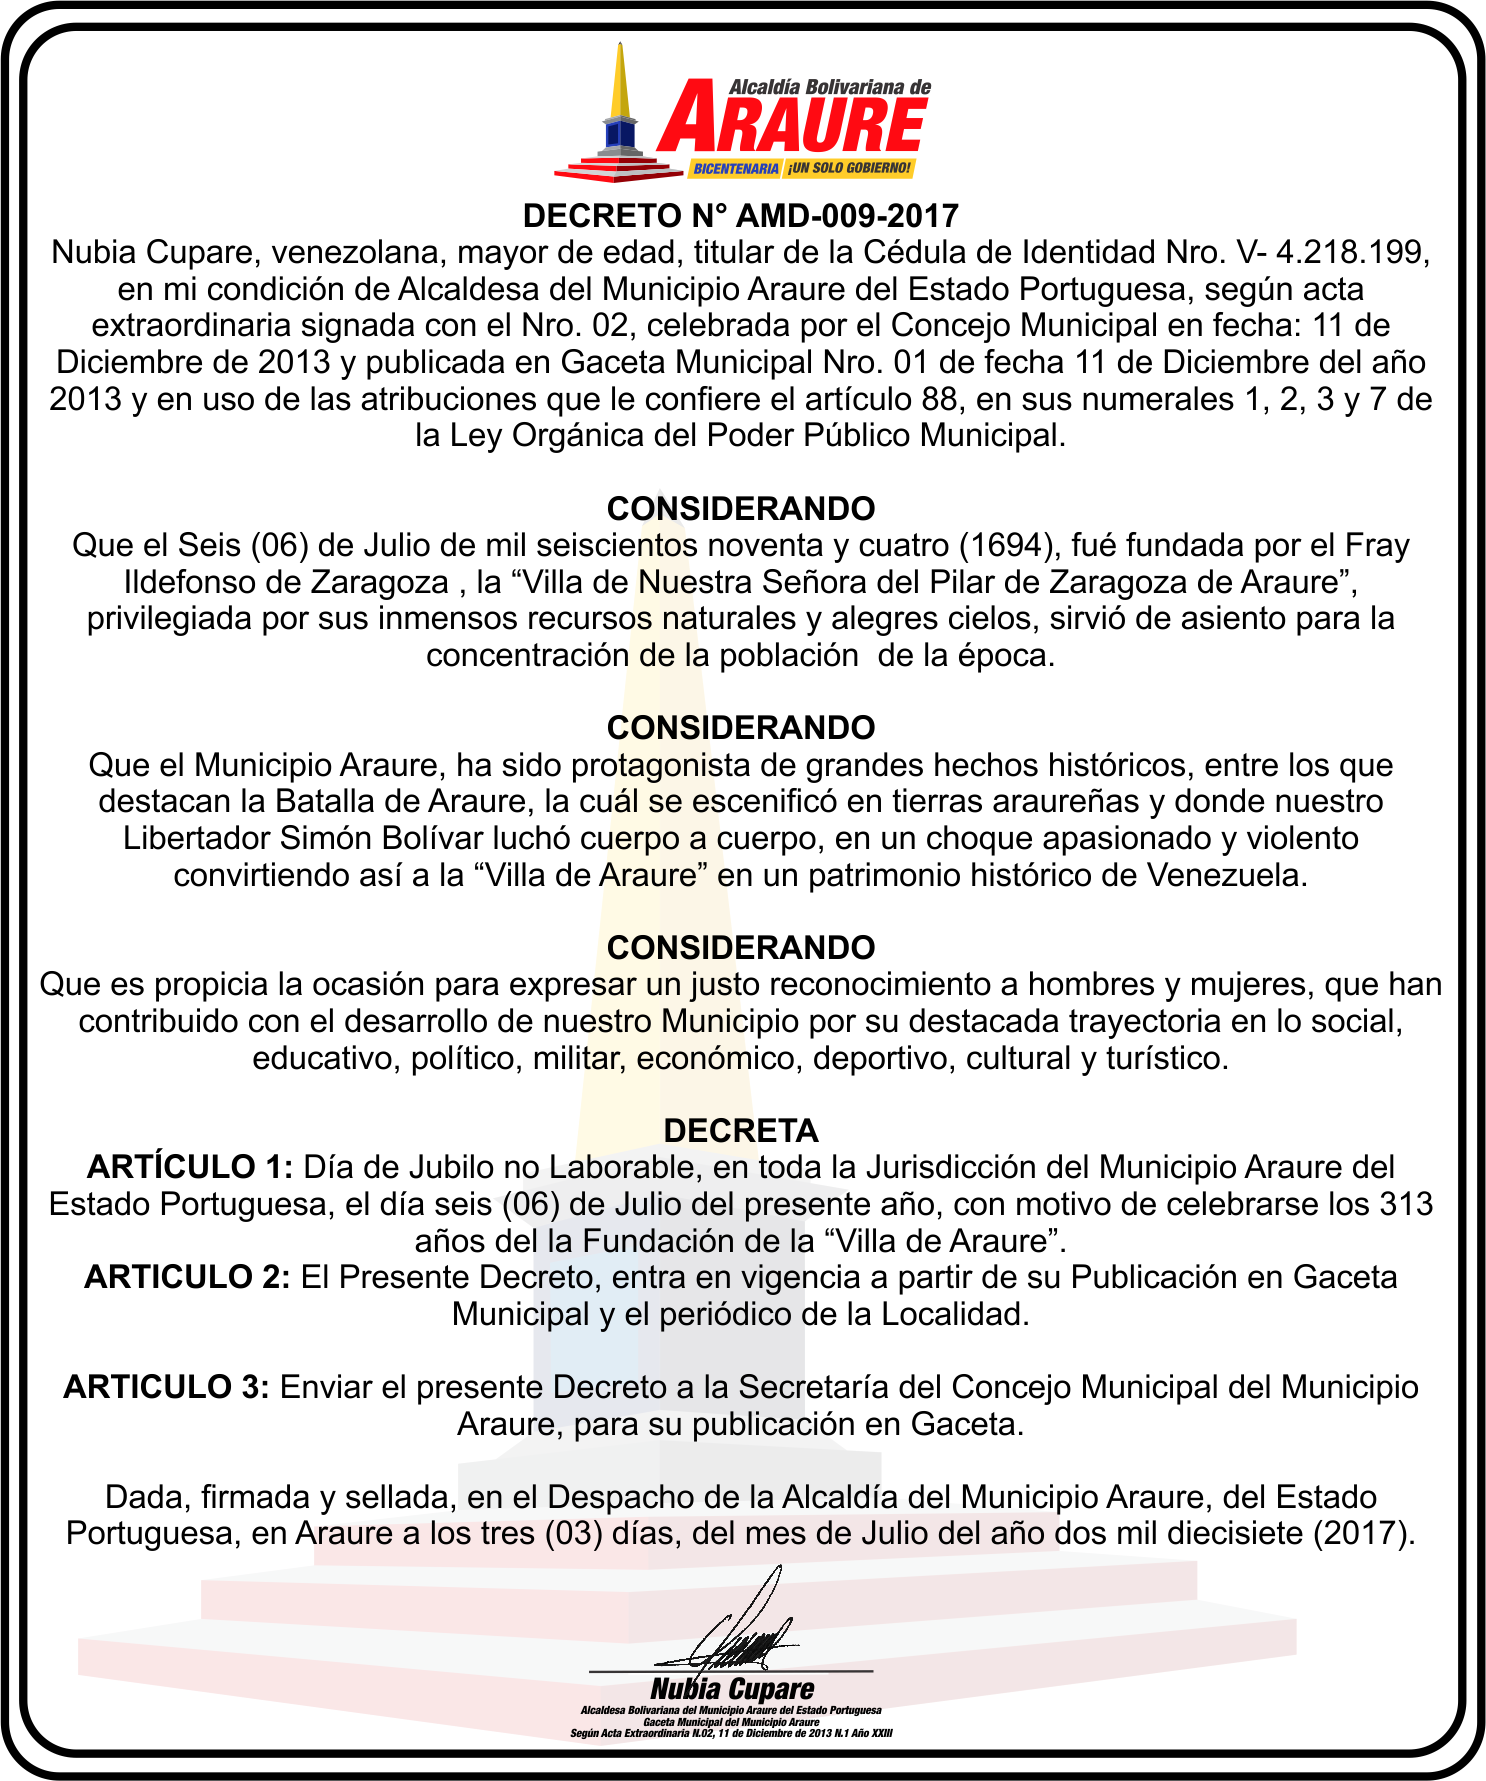 Alcaldía Bolivariana de
ARAURE
BICENTENARIA ¡UN SOLO GOBIERNO!
DECRETO N° AMD-009-2017
Nubia Cupare, venezolana, mayor de edad, titular de la Cédula de Identidad Nro. V- 4.218.199,
en mi condición de Alcaldesa del Municipio Araure del Estado Portuguesa, según acta
extraordinaria signada con el Nro. 02, celebrada por el Concejo Municipal en fecha: 11 de
Diciembre de 2013 y publicada en Gaceta Municipal Nro. 01 de fecha 11 de Diciembre del año
2013 y en uso de las atribuciones que le confiere el artículo 88, en sus numerales 1, 2, 3 y 7 de
la Ley Orgánica del Poder Público Municipal.
CONSIDERANDO
Que el Seis (06) de Julio de mil seiscientos noventa y cuatro (1694), fué fundada por el Fray
Ildefonso de Zaragoza , la “Villa de Nuestra Señora del Pilar de Zaragoza de Araure”,
privilegiada por sus inmensos recursos naturales y alegres cielos, sirvió de asiento para la
concentración de la población  de la época.
CONSIDERANDO
Que el Municipio Araure, ha sido protagonista de grandes hechos históricos, entre los que
destacan la Batalla de Araure, la cuál se escenificó en tierras araureñas y donde nuestro
Libertador Simón Bolívar luchó cuerpo a cuerpo, en un choque apasionado y violento
convirtiendo así a la “Villa de Araure” en un patrimonio histórico de Venezuela.
CONSIDERANDO
Que es propicia la ocasión para expresar un justo reconocimiento a hombres y mujeres, que han
contribuido con el desarrollo de nuestro Municipio por su destacada trayectoria en lo social,
educativo, político, militar, económico, deportivo, cultural y turístico.
DECRETA
ARTÍCULO 1: Día de Jubilo no Laborable, en toda la Jurisdicción del Municipio Araure del
Estado Portuguesa, el día seis (06) de Julio del presente año, con motivo de celebrarse los 313
años del la Fundación de la “Villa de Araure”.
ARTICULO 2: El Presente Decreto, entra en vigencia a partir de su Publicación en Gaceta
Municipal y el periódico de la Localidad.
ARTICULO 3: Enviar el presente Decreto a la Secretaría del Concejo Municipal del Municipio
Araure, para su publicación en Gaceta.
Dada, firmada y sellada, en el Despacho de la Alcaldía del Municipio Araure, del Estado
Portuguesa, en Araure a los tres (03) días, del mes de Julio del año dos mil diecisiete (2017).
Nubia Cupare
Alcaldesa Bolivariana del Municipio Araure del Estado Portuguesa
Gaceta Municipal del Municipio Araure
Según Acta Extraordinaria N.02, 11 de Diciembre de 2013 N.1 Año XXIII